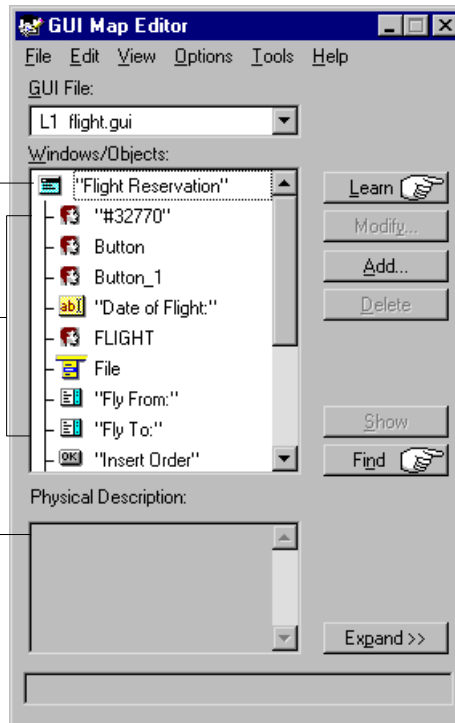 GUI Map Editor
File Edit View Options Tools Help
GUI File:
L1 flight.gui
Windows/Objects:
"Flight Reservation"
"#32770"
Button
Button_1
ab "Date of Flight:"
FLIGHT
File
"Fly From:"
"Fly To:"
OK "Insert Order"
Learn
Modify...
Add...
Delete
Show
Find
Physical Description:
Expand >>